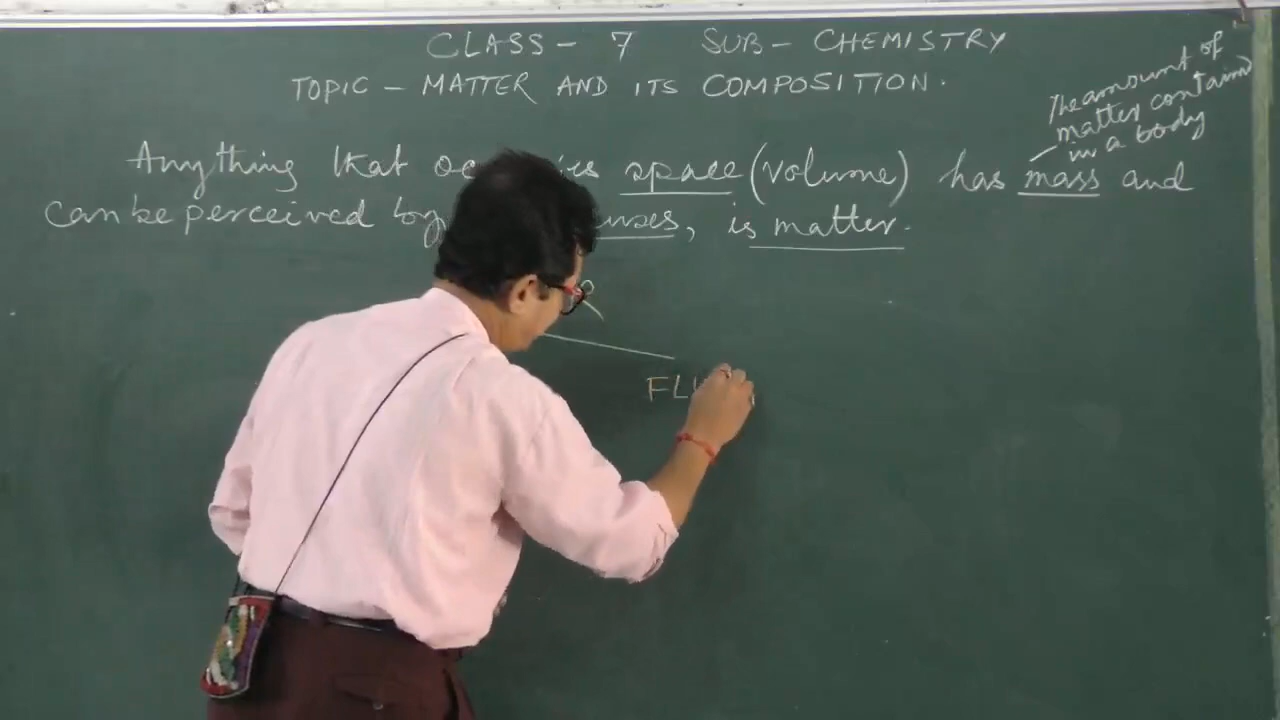 CLASS - 7 SUB - CHEMISTRY
TOPIC - MATTER AND ITS COMPOSITION.
The amount of
matter contained
in a body
Anything that space (volume) has mass and
can be perceived by , is matter.